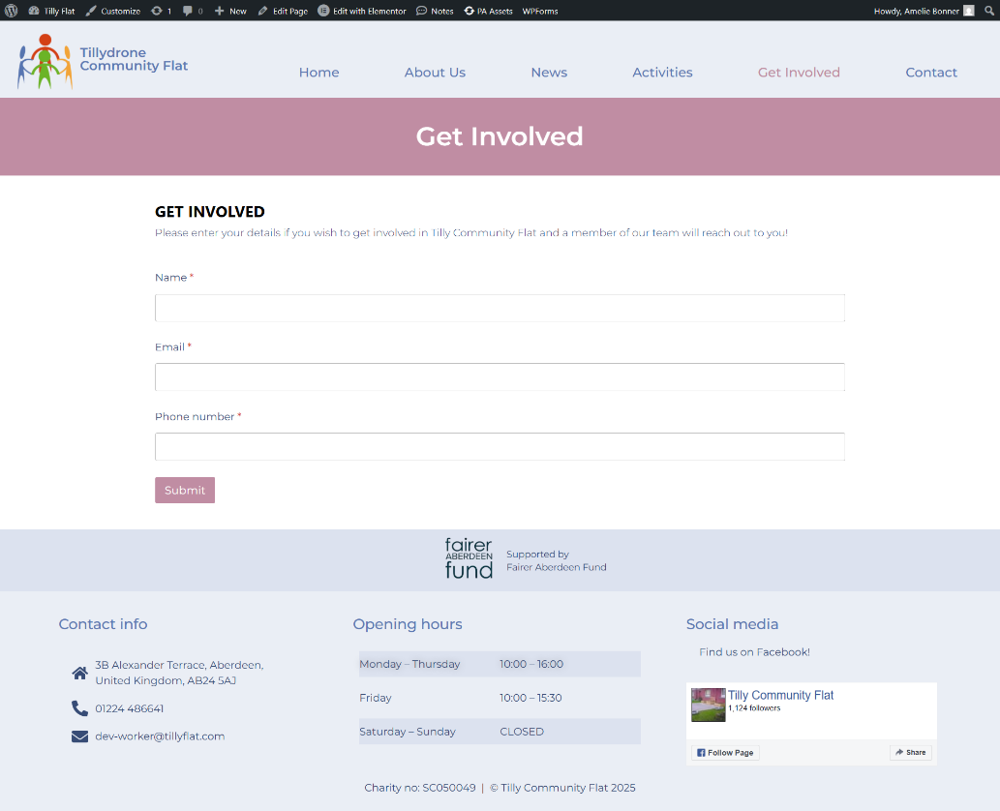 Tilly Flat Customize 1 0 New Edit Page Edit with Elementor Notes PA Assets WPForms Howdy, Amelie Bonner
Tillydrone
Community Flat
Home About Us News Activities Get Involved Contact
Get Involved
GET INVOLVED
Please enter your details if you wish to get involved in Tilly Community Flat and a member of our team will reach out to you!
Name *
Email *
Phone number *
Submit
fairer
ABERDEEN
fund
Supported by
Fairer Aberdeen Fund
Contact info
3B Alexander Terrace, Aberdeen,
United Kingdom, AB24 5AJ
01224 486641
dev-worker@tillyflat.com
Opening hours
Monday – Thursday 10:00 – 16:00
Friday 10:00 – 15:30
Saturday – Sunday CLOSED
Social media
Find us on Facebook!
Tilly Community Flat
1,124 followers
Follow Page Share
Charity no: SC050049 | © Tilly Community Flat 2025